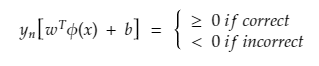 yₙ[wᵀϕ(x) + b] = { ≥ 0 if correct
< 0 if incorrect